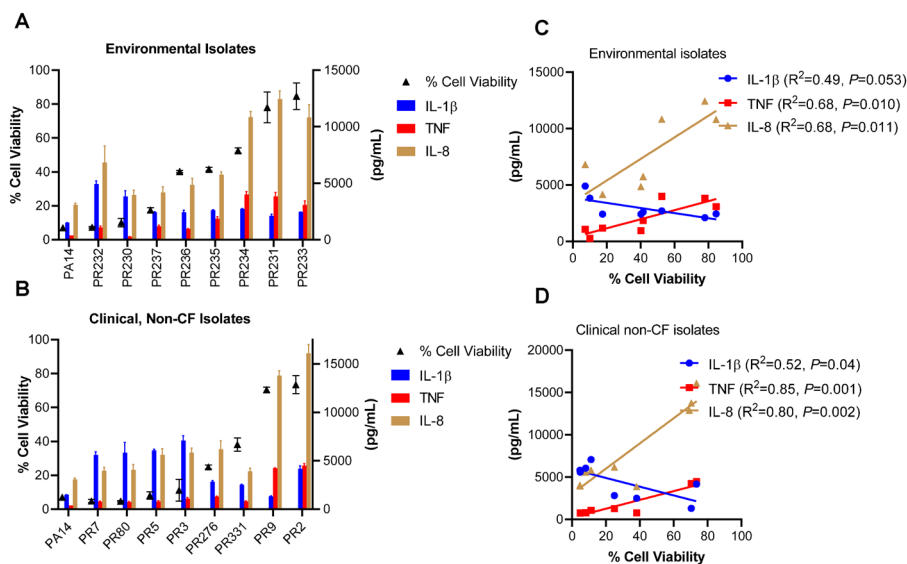 A
Environmental Isolates
100
80
60
40
20
0
% Cell Viability
15000
10000
5000
0
(pg/mL)
% Cell Viability
IL-1β
TNF
IL-8
PA14
PR232
PR230
PR237
PR236
PR235
PR234
PR231
PR233
B
Clinical, Non-CF Isolates
100
80
60
40
20
0
% Cell Viability
15000
10000
5000
0
(pg/mL)
% Cell Viability
IL-1β
TNF
IL-8
PA14
PR7
PR80
PR5
PR3
PR276
PR331
PR9
PR2
C
Environmental isolates
15000
10000
5000
0
(pg/mL)
IL-1β (R²=0.49, P=0.053)
TNF (R²=0.68, P=0.010)
IL-8 (R²=0.68, P=0.011)
0 20 40 60 80 100
% Cell Viability
D
Clinical non-CF isolates
20000
15000
10000
5000
0
(pg/mL)
IL-1β (R²=0.52, P=0.04)
TNF (R²=0.85, P=0.001)
IL-8 (R²=0.80, P=0.002)
0 20 40 60 80 100
% Cell Viability